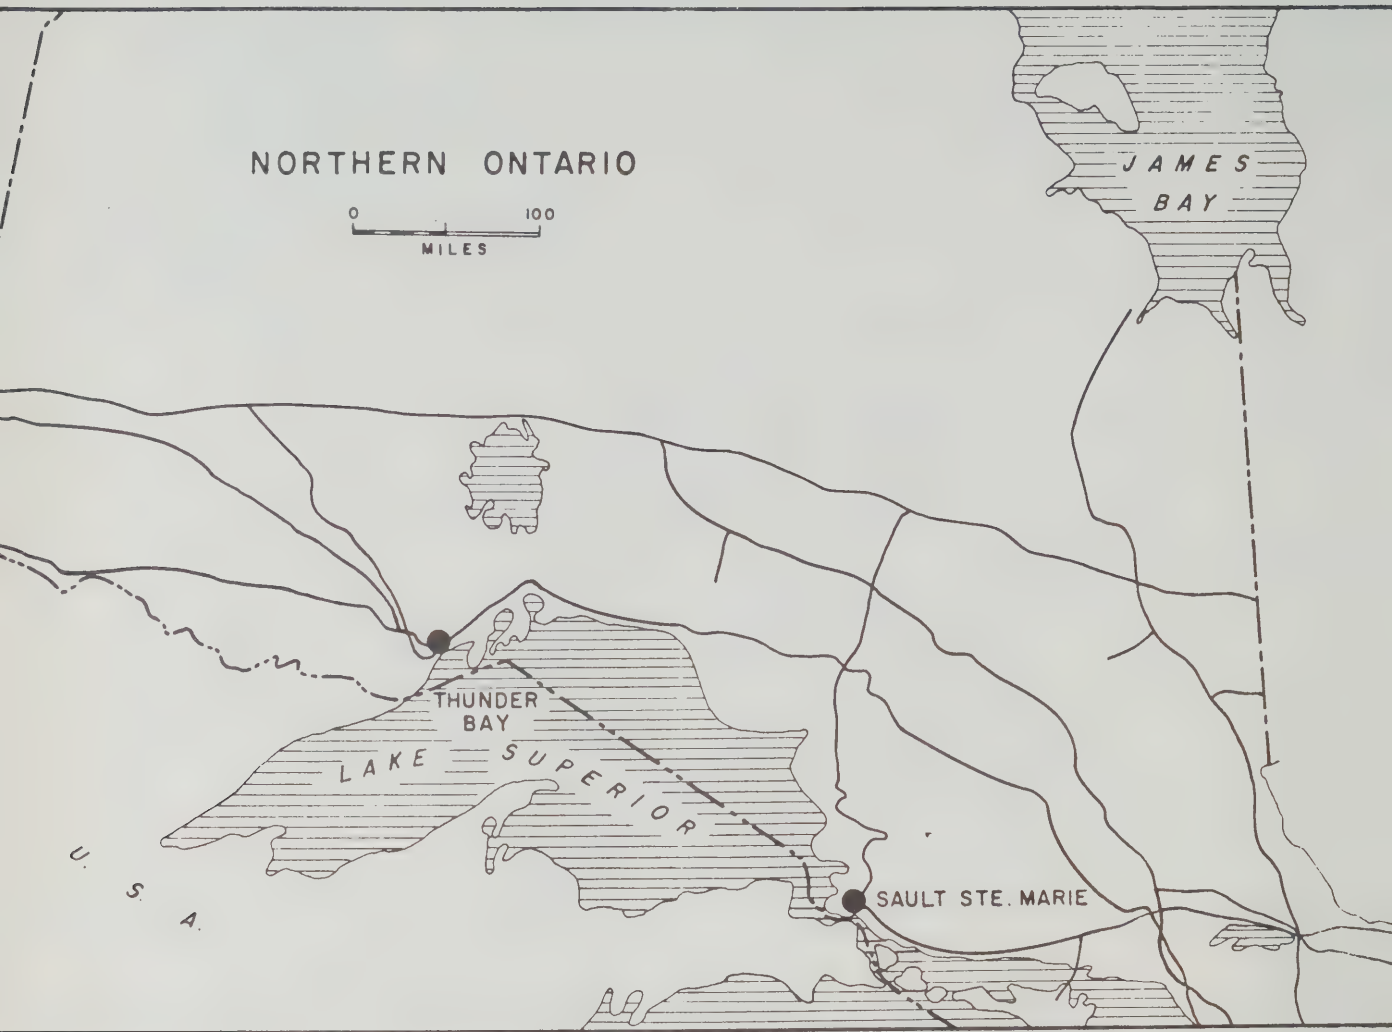 NORTHERN ONTARIO
0 100
MILES
JAMES
BAY
THUNDER
BAY
LAKE SUPERIOR
SAULT STE. MARIE
U. S. A.